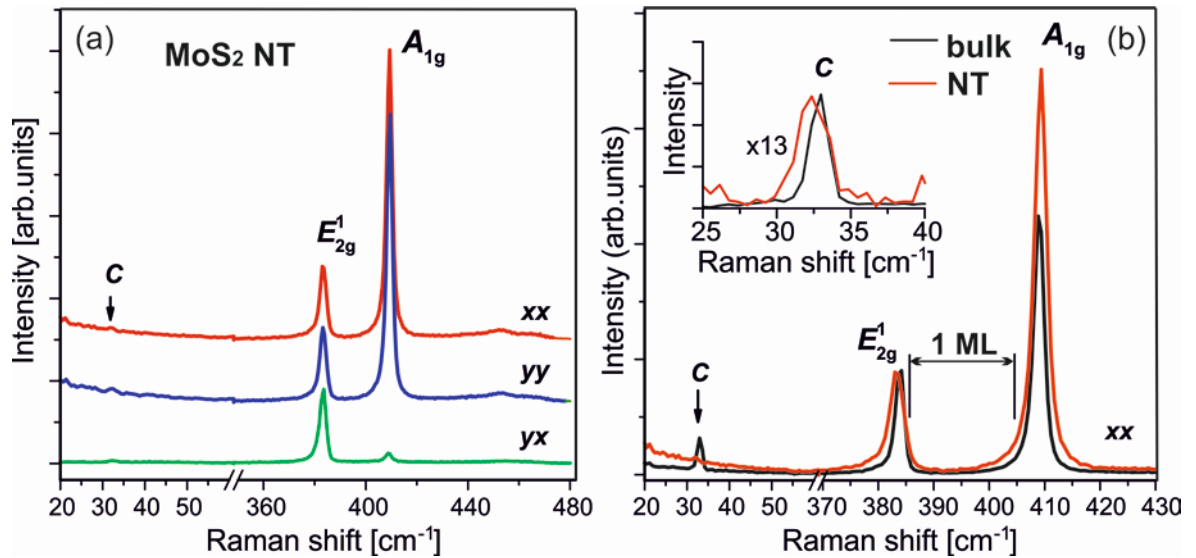 (a)
MoS₂ NT
A₁g
E¹₂g
C
xx
yy
yx
Intensity [arb.units]
20 30 40 50 360 400 440 480
Raman shift [cm⁻¹]
(b)
bulk
NT
A₁g
C
x13
Intensity
25 30 35 40
Raman shift [cm⁻¹]
E¹₂g
1 ML
C
xx
Intensity (arb.units)
20 30 40 50 370 380 390 400 410 420 430
Raman shift [cm⁻¹]